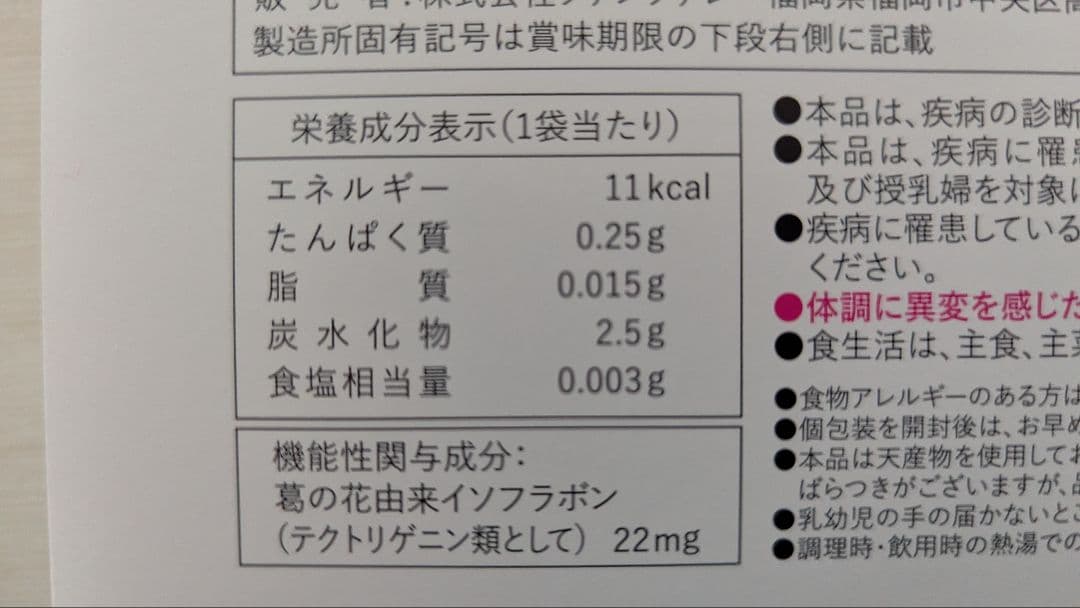 製造所固有記号は賞味期限の下段右側に記載
栄養成分表示(1袋当たり)
エネルギー 11kcal
たんぱく質 0.25g
脂質 0.015g
炭水化物 2.5g
食塩相当量 0.003g
機能性関与成分:
葛の花由来イソフラボン
(テクトリゲニン類として) 22mg
●本品は、疾病の診断
●本品は、疾病に罹患
及び授乳婦を対象に
●疾病に罹患している
ください。
●体調に異変を感じた
●食生活は、主食、主菜
●食物アレルギーのある方は
●個包装を開封後は、お早め
●本品は天産物を使用してお
ばらつきがございますが、品
●乳幼児の手の届かないとこ
●調理時・飲用時の熱湯での